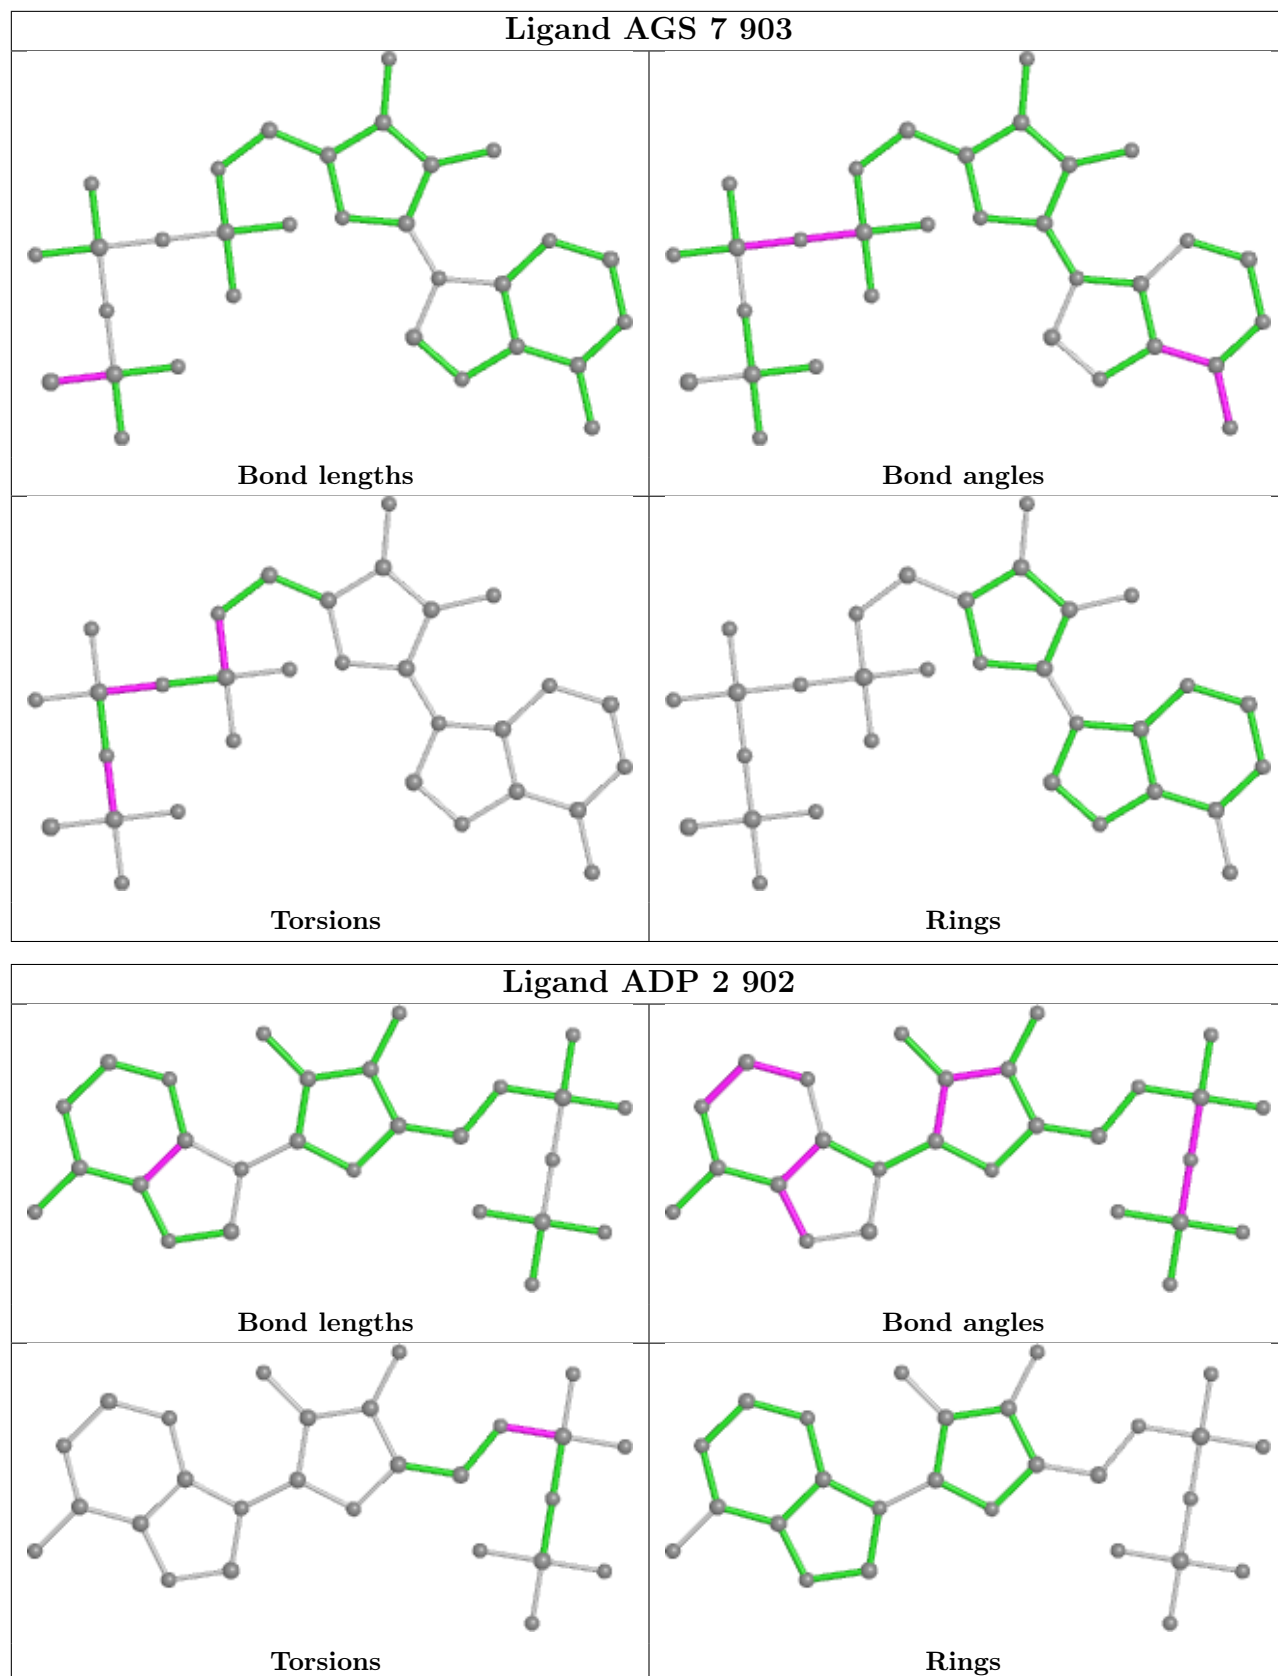 Ligand AGS 7 903
Bond lengths
Bond angles
Torsions
Rings
Ligand ADP 2 902
Bond lengths
Bond angles
Torsions
Rings